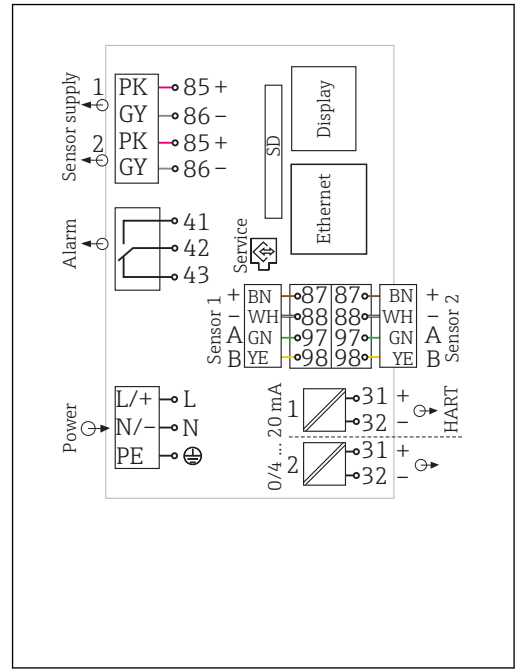 Sensor supply
1 PK 85 +
GY 86 –
2 PK 85 +
GY 86 –
Display
SD
Ethernet
Alarm
41
42
43
Service
Sensor 1
+ BN 87 87 BN +
– WH 88 88 WH –
A GN 97 97 GN A
B YE 98 98 YE B
Sensor 2
Power
L/+ L
N/– N
PE
0/4 ... 20 mA
1 31 +
32 –
HART
2 31 +
32 –